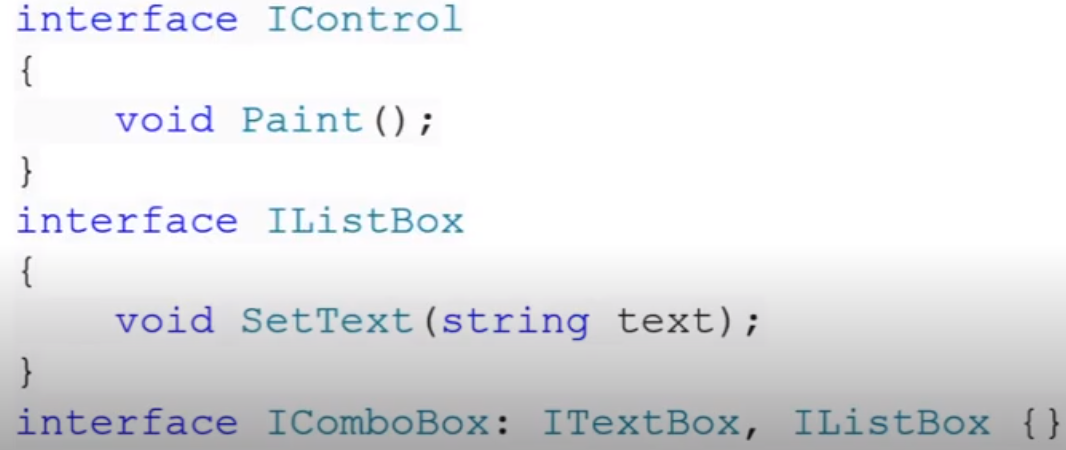 interface IControl
{
    void Paint();
}
interface IListBox
{
    void SetText(string text);
}
interface IComboBox: ITextBox, IListBox {}